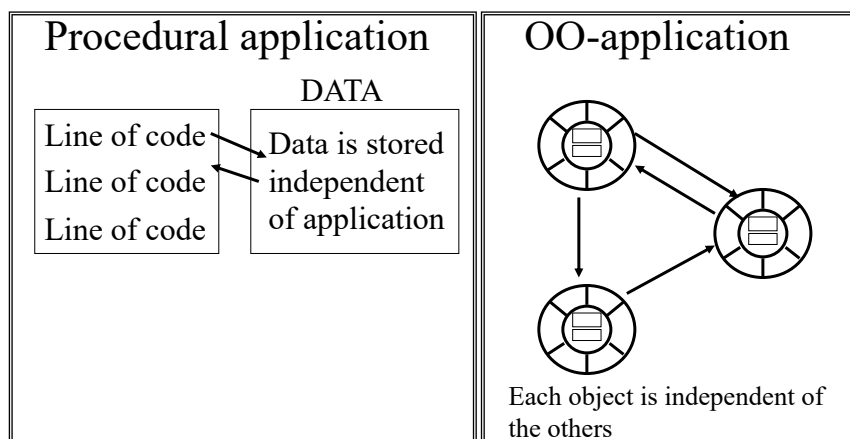 Procedural application
DATA
Line of code
Line of code
Line of code
Data is stored
independent
of application
OO-application
Each object is independent of
the others